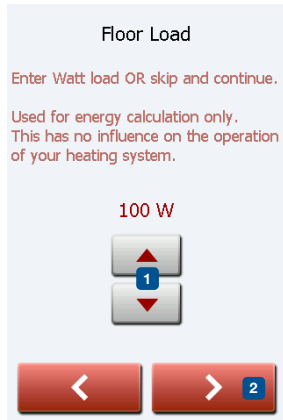 Floor Load
Enter Watt load OR skip and continue.
Used for energy calculation only.
This has no influence on the operation
of your heating system.
100 W
1
2